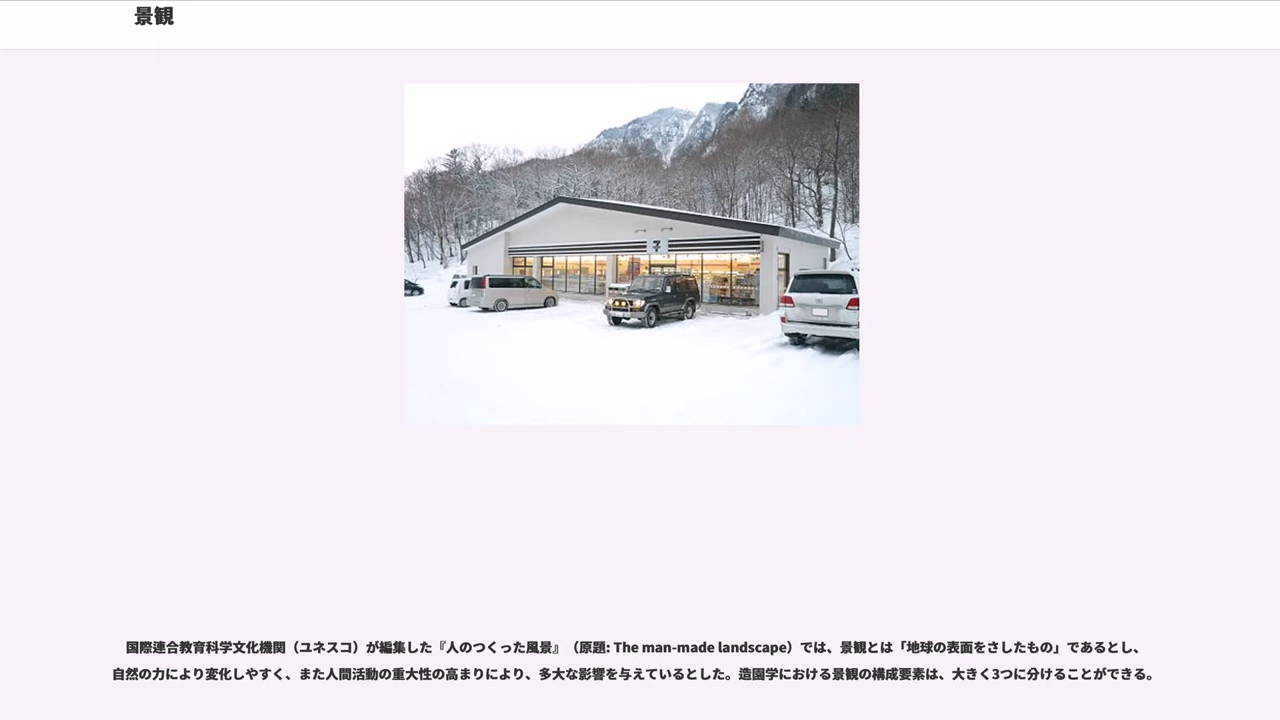 景観
7
国際連合教育科学文化機関（ユネスコ）が編集した『人のつくった風景』（原題: The man-made landscape）では、景観とは「地球の表面をさしたもの」であるとし、
自然の力により変化しやすく、また人間活動の重大性の高まりにより、多大な影響を与えているとした。造園学における景観の構成要素は、大きく3つに分けることができる。